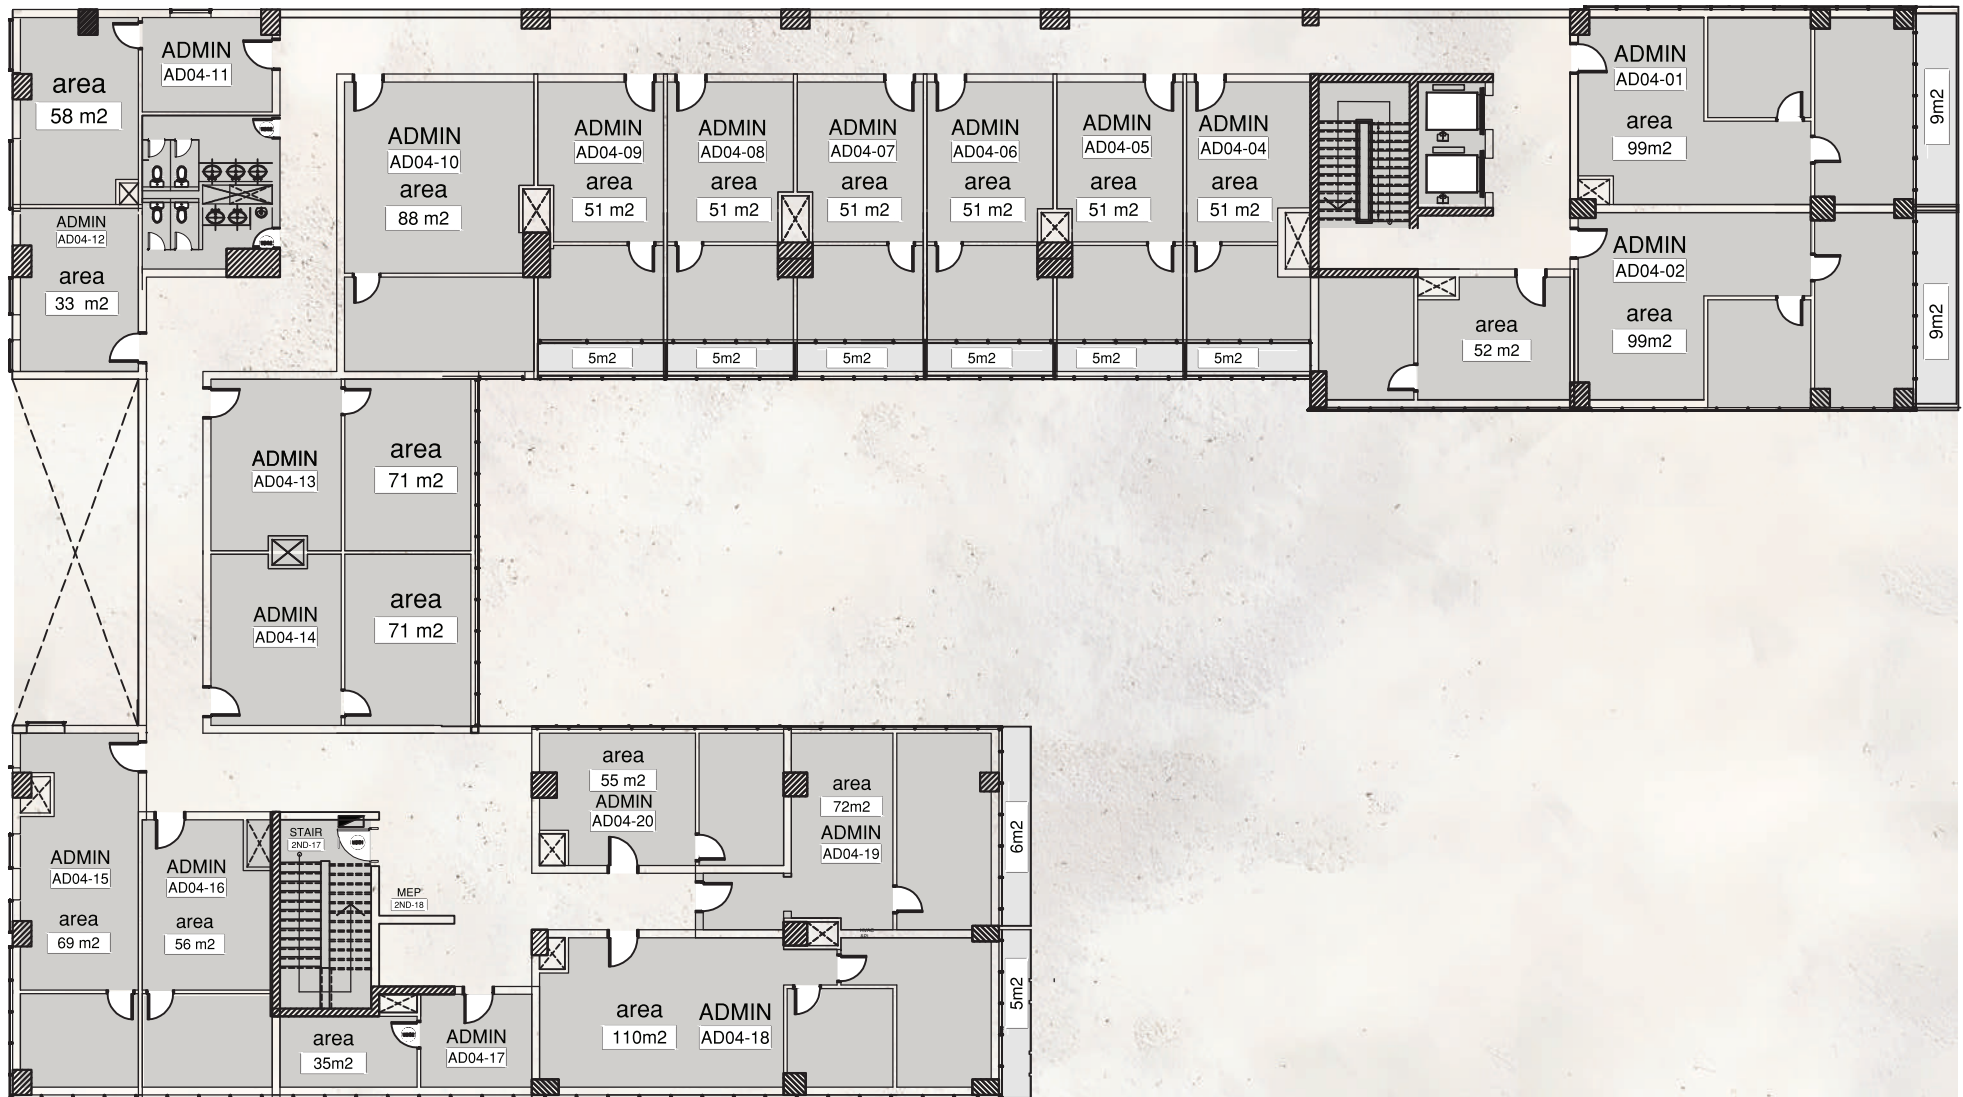 area
58 m2
ADMIN
AD04-11
ADMIN
AD04-12
area
33 m2
ADMIN
AD04-10
area
88 m2
ADMIN
AD04-09
area
51 m2
ADMIN
AD04-08
area
51 m2
ADMIN
AD04-07
area
51 m2
ADMIN
AD04-06
area
51 m2
ADMIN
AD04-05
area
51 m2
ADMIN
AD04-04
area
51 m2
5m2
5m2
5m2
5m2
5m2
5m2
ADMIN
AD04-01
area
99m2
9m2
ADMIN
AD04-02
area
99m2
9m2
area
52 m2
ADMIN
AD04-13
area
71 m2
ADMIN
AD04-14
area
71 m2
ADMIN
AD04-15
area
69 m2
ADMIN
AD04-16
area
56 m2
STAIR
2ND-17
MEP
2ND-18
area
55 m2
ADMIN
AD04-20
area
72m2
ADMIN
AD04-19
6m2
area
35m2
ADMIN
AD04-17
area
110m2
ADMIN
AD04-18
5m2